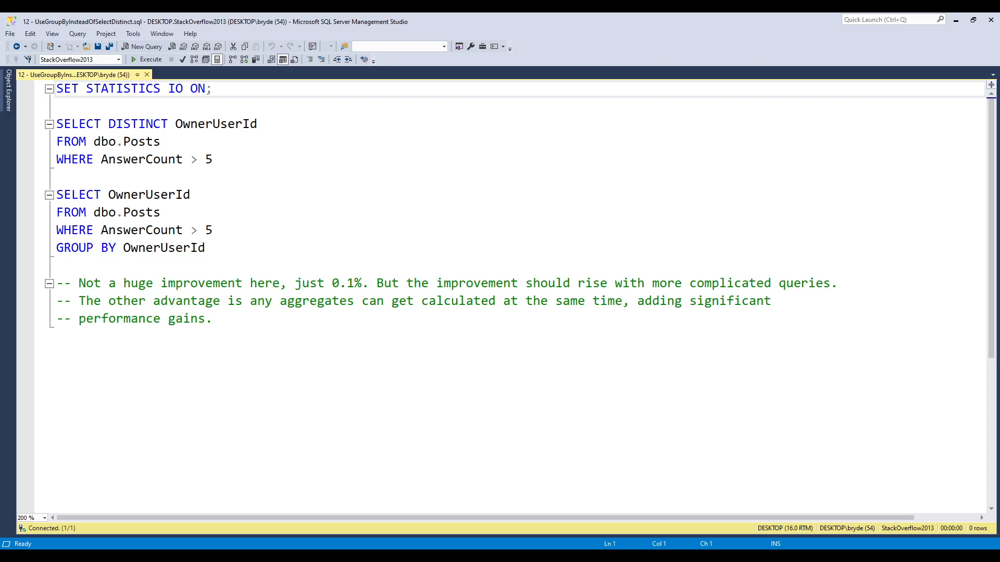 12 - UseGroupByInsteadOfSelectDistinct.sql - DESKTOP.StackOverflow2013 (DESKTOP\bryde (54)) - Microsoft SQL Server Management Studio
Quick Launch (Ctrl+Q)
File Edit View Query Project Tools Window Help
New Query
StackOverflow2013
Execute
12 - UseGroupByIns...ESKTOP\bryde (54))
Object Explorer
SET STATISTICS IO ON;
SELECT DISTINCT OwnerUserId
FROM dbo.Posts
WHERE AnswerCount > 5
SELECT OwnerUserId
FROM dbo.Posts
WHERE AnswerCount > 5
GROUP BY OwnerUserId
-- Not a huge improvement here, just 0.1%. But the improvement should rise with more complicated queries.
-- The other advantage is any aggregates can get calculated at the same time, adding significant
-- performance gains.
200 %
Connected. (1/1)
DESKTOP (16.0 RTM) DESKTOP\bryde (54) StackOverflow2013 00:00:00 0 rows
Ready
Ln 1 Col 1 Ch 1 INS